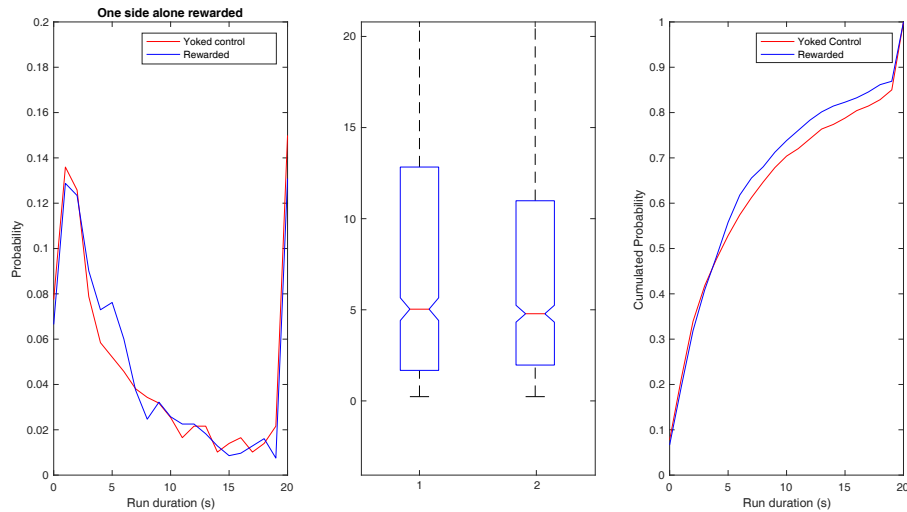 One side alone rewarded
Yoked control
Rewarded
0.2
0.18
0.16
0.14
0.12
0.1
0.08
0.06
0.04
0.02
0
Probability
0 5 10 15 20
Run duration (s)
20
15
10
5
0
1 2
Yoked Control
Rewarded
1
0.9
0.8
0.7
0.6
0.5
0.4
0.3
0.2
0.1
0
Cumulated Probability
0 5 10 15 20
Run duration (s)